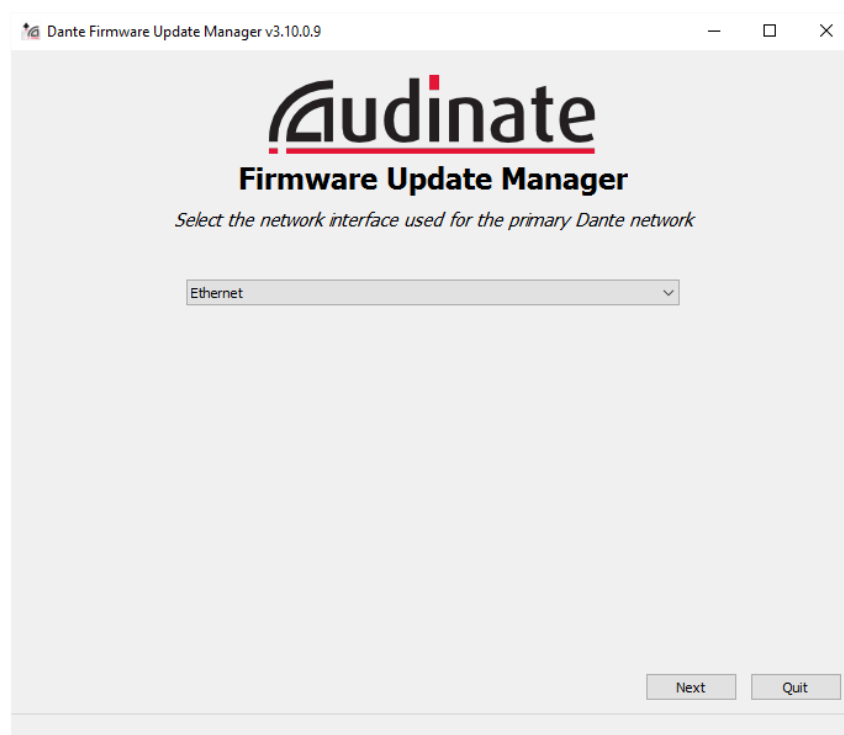 Dante Firmware Update Manager v3.10.0.9
Audinate
Firmware Update Manager
Select the network interface used for the primary Dante network
Ethernet
Next Quit